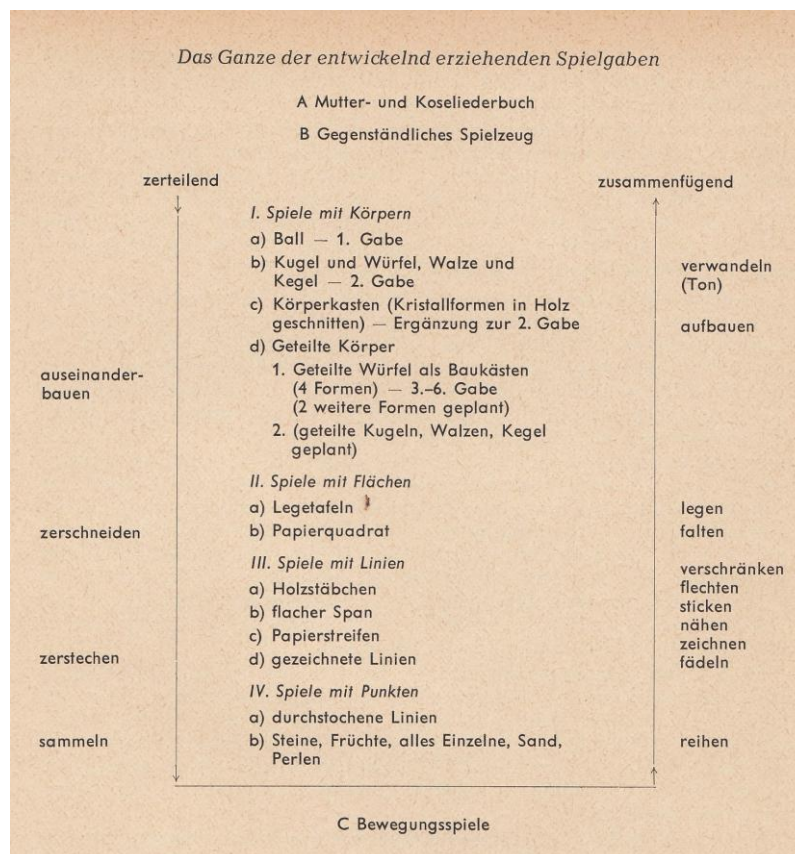 Das Ganze der entwickelnd erziehenden Spielgaben
A Mutter- und Koseliederbuch
B Gegenständliches Spielzeug
zerteilend
zusammenfügend
I. Spiele mit Körpern
a) Ball — 1. Gabe
b) Kugel und Würfel, Walze und
Kegel — 2. Gabe
verwandeln
(Ton)
c) Körperkasten (Kristallformen in Holz
geschnitten) — Ergänzung zur 2. Gabe
aufbauen
d) Geteilte Körper
auseinander-
bauen
1. Geteilte Würfel als Baukästen
(4 Formen) — 3.–6. Gabe
(2 weitere Formen geplant)
2. (geteilte Kugeln, Walzen, Kegel
geplant)
II. Spiele mit Flächen
a) Legetafeln
legen
zerschneiden
b) Papierquadrat
falten
III. Spiele mit Linien
a) Holzstäbchen
b) flacher Span
c) Papierstreifen
verschränken
flechten
sticken
nähen
zeichnen
fädeln
zerstechen
d) gezeichnete Linien
IV. Spiele mit Punkten
a) durchstochene Linien
sammeln
b) Steine, Früchte, alles Einzelne, Sand,
Perlen
reihen
C Bewegungsspiele